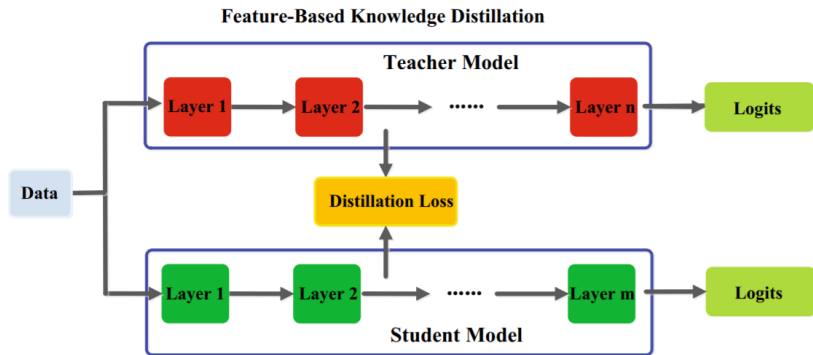 Feature-Based Knowledge Distillation
Teacher Model
Layer 1
Layer 2
......
Layer n
Logits
Data
Distillation Loss
Layer 1
Layer 2
......
Layer m
Logits
Student Model